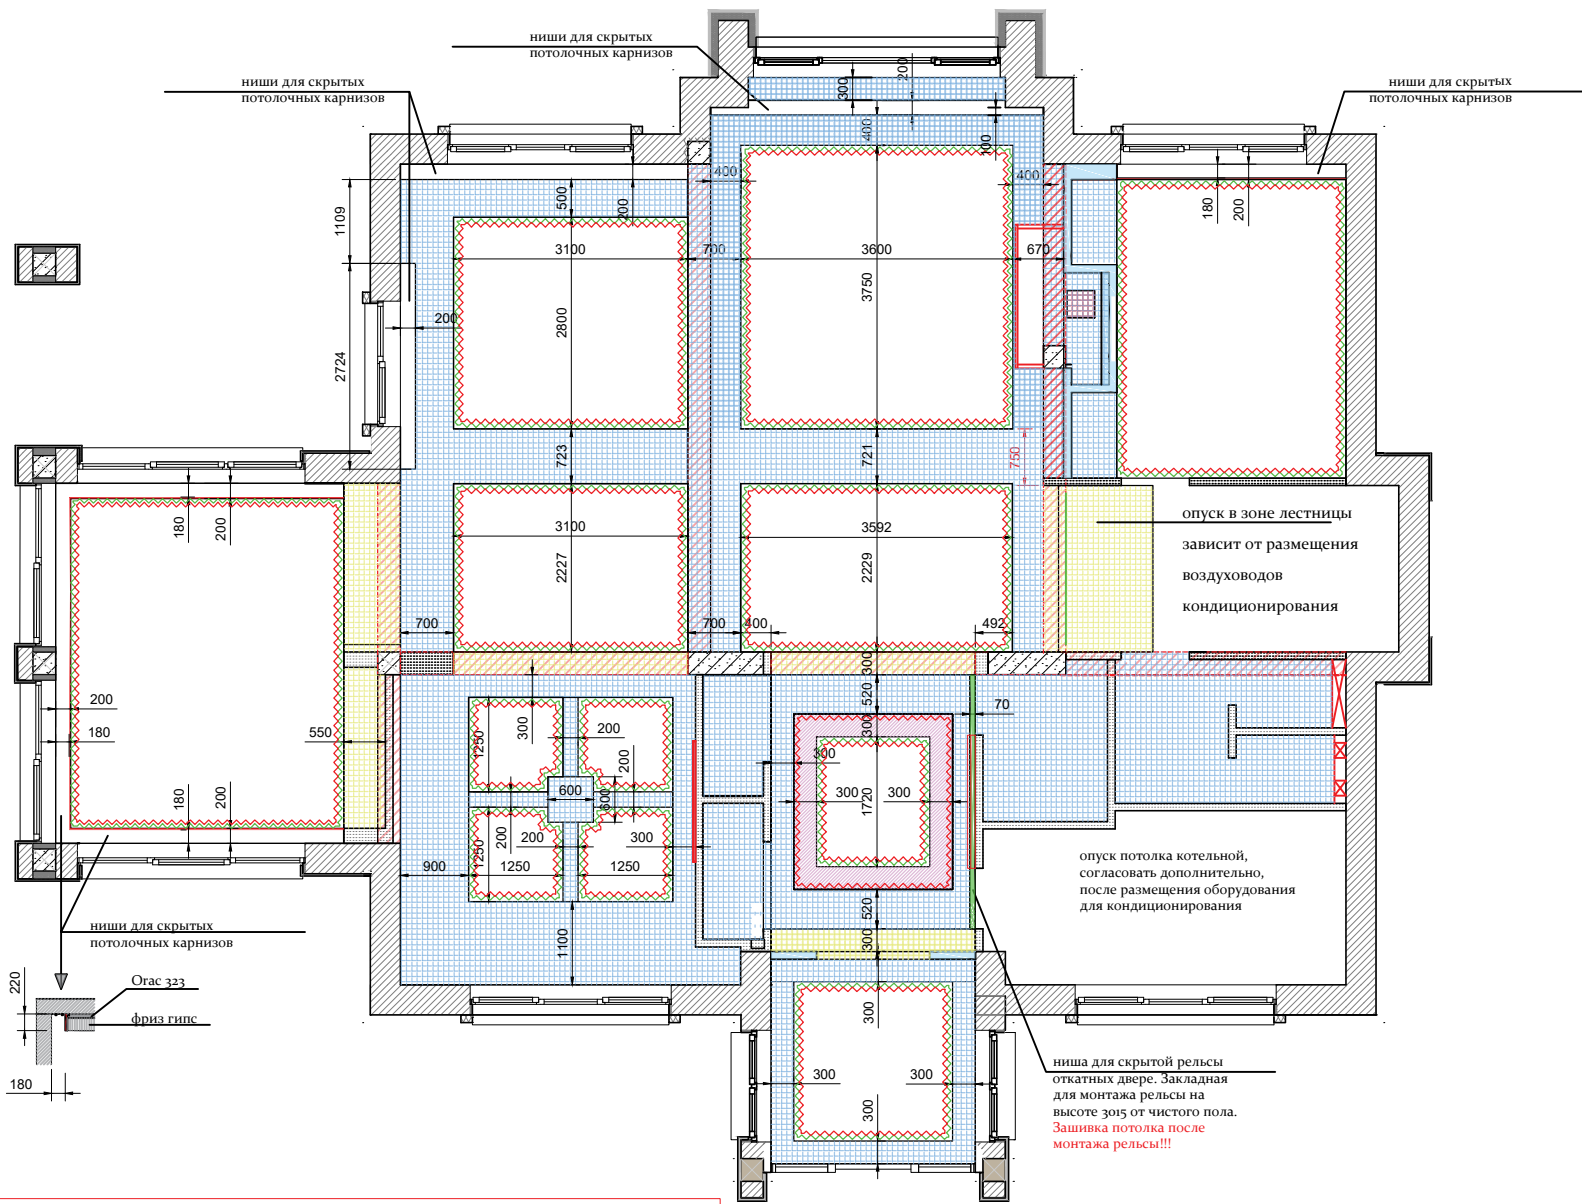 ниши для скрытых
потолочных карнизов
ниши для скрытых
потолочных карнизов
ниши для скрытых
потолочных карнизов
200
300
400
100
400
400
500
200
180
200
1109
3100
700
3600
670
3750
2800
200
2724
723
721
750
180
200
3100
3592
2227
2229
700
700
400
492
опуск в зоне лестницы
зависит от размещения
воздуховодов
кондиционирования
300
520
70
200
180
550
300
200
1250
200
300
300
600
600
300
300
1720
180
200
200
200
300
1250
900
1250
1250
520
300
1100
опуск потолка котельной,
согласовать дополнительно,
после размещения оборудования
для кондиционирования
ниши для скрытых
потолочных карнизов
220
Orac 323
фриз гипс
180
300
300
300
300
ниша для скрытой рельсы
откатных двере. Закладная
для монтажа рельсы на
высоте 3015 от чистого пола.
Зашивка потолка после
монтажа рельсы!!!